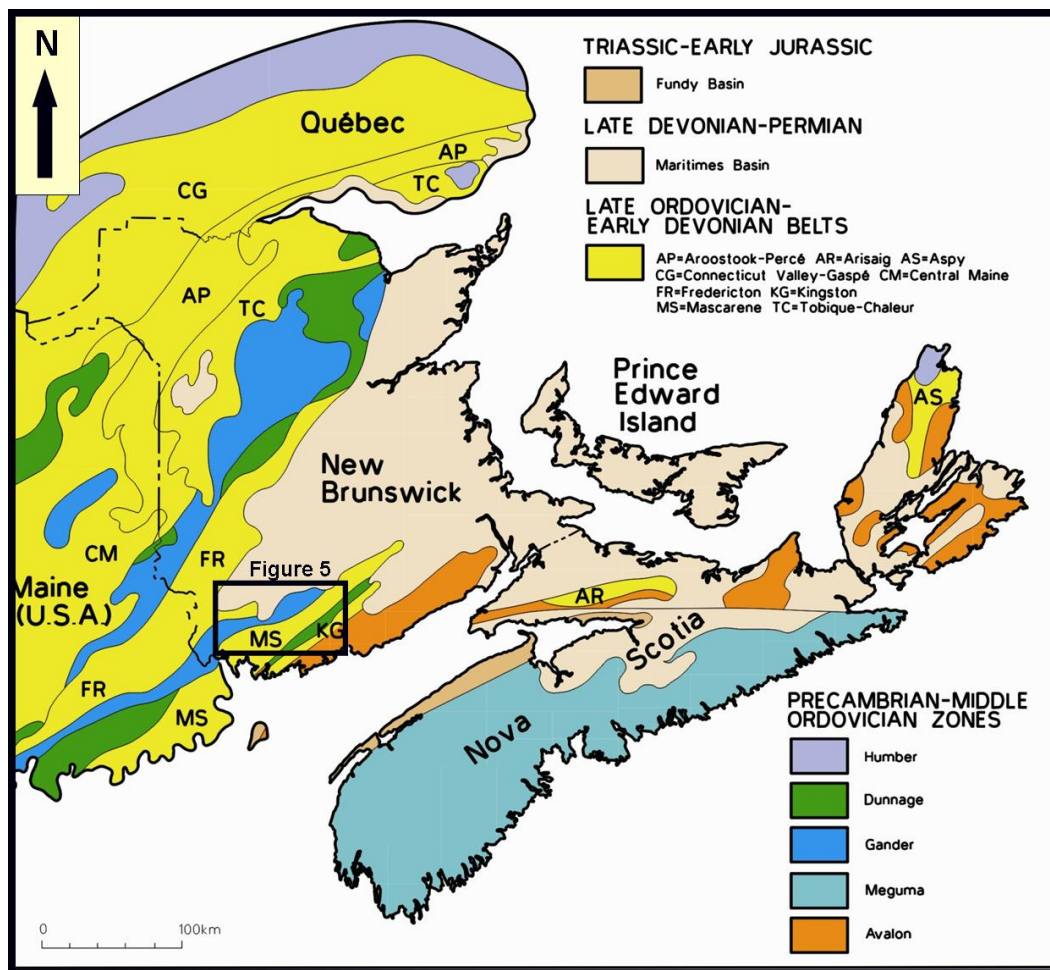 N
TRIASSIC-EARLY JURASSIC
Fundy Basin
LATE DEVONIAN-PERMIAN
Maritimes Basin
LATE ORDOVICIAN-
EARLY DEVONIAN BELTS
AP=Aroostook-Percé AR=Arisaig AS=Aspy
CG=Connecticut Valley-Gaspé CM=Central Maine
FR=Fredericton KG=Kingston
MS=Mascarene TC=Tobique-Chaleur
Québec
AP
TC
CG
AP
TC
Prince
Edward
Island
AS
New
Brunswick
CM
FR
Maine
(U.S.A.)
Figure 5
MS
KG
AR
FR
MS
Nova
Scotia
PRECAMBRIAN-MIDDLE
ORDOVICIAN ZONES
Humber
Dunnage
Gander
Meguma
Avalon
0
100km